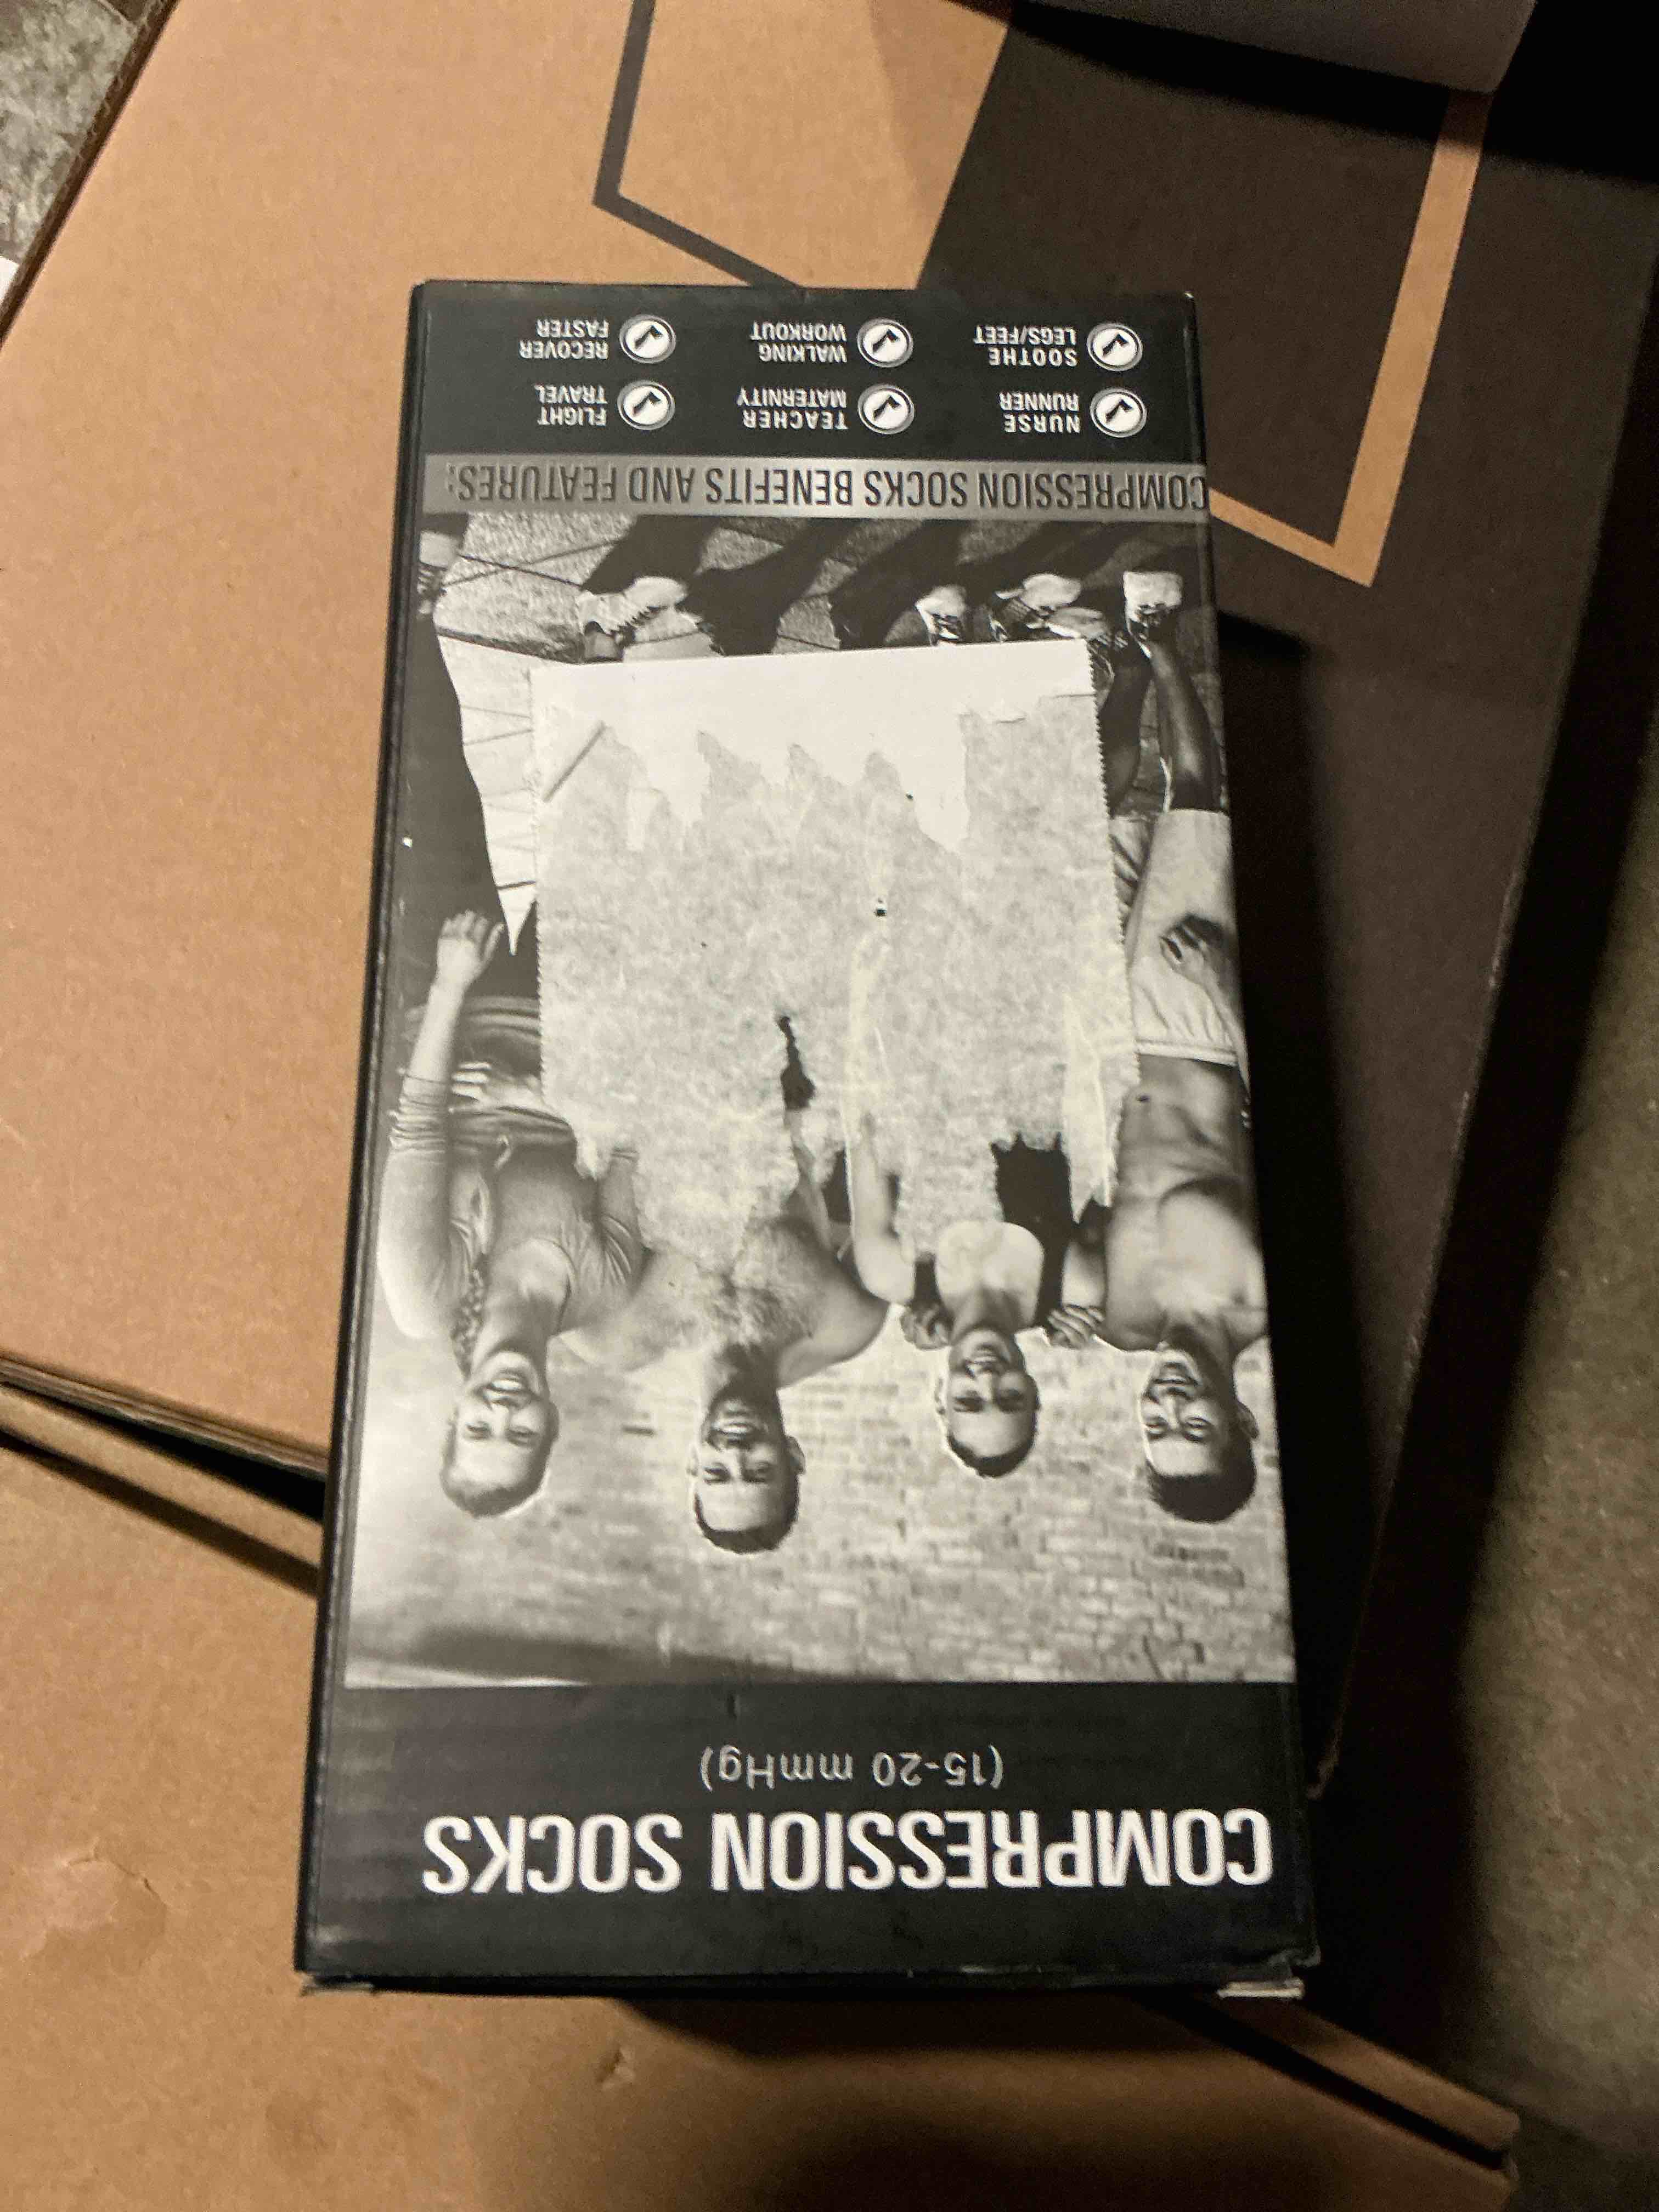 COMPRESSION SOCKS
(15-20 mmHg)
COMPRESSION SOCKS BENEFITS AND FEATURES:
NURSE
RUNNER
TEACHER
MATERNITY
FLIGHT
TRAVEL
SOOTHE
LEGS/FEET
WALKING
WORKOUT
RECOVER
FASTER